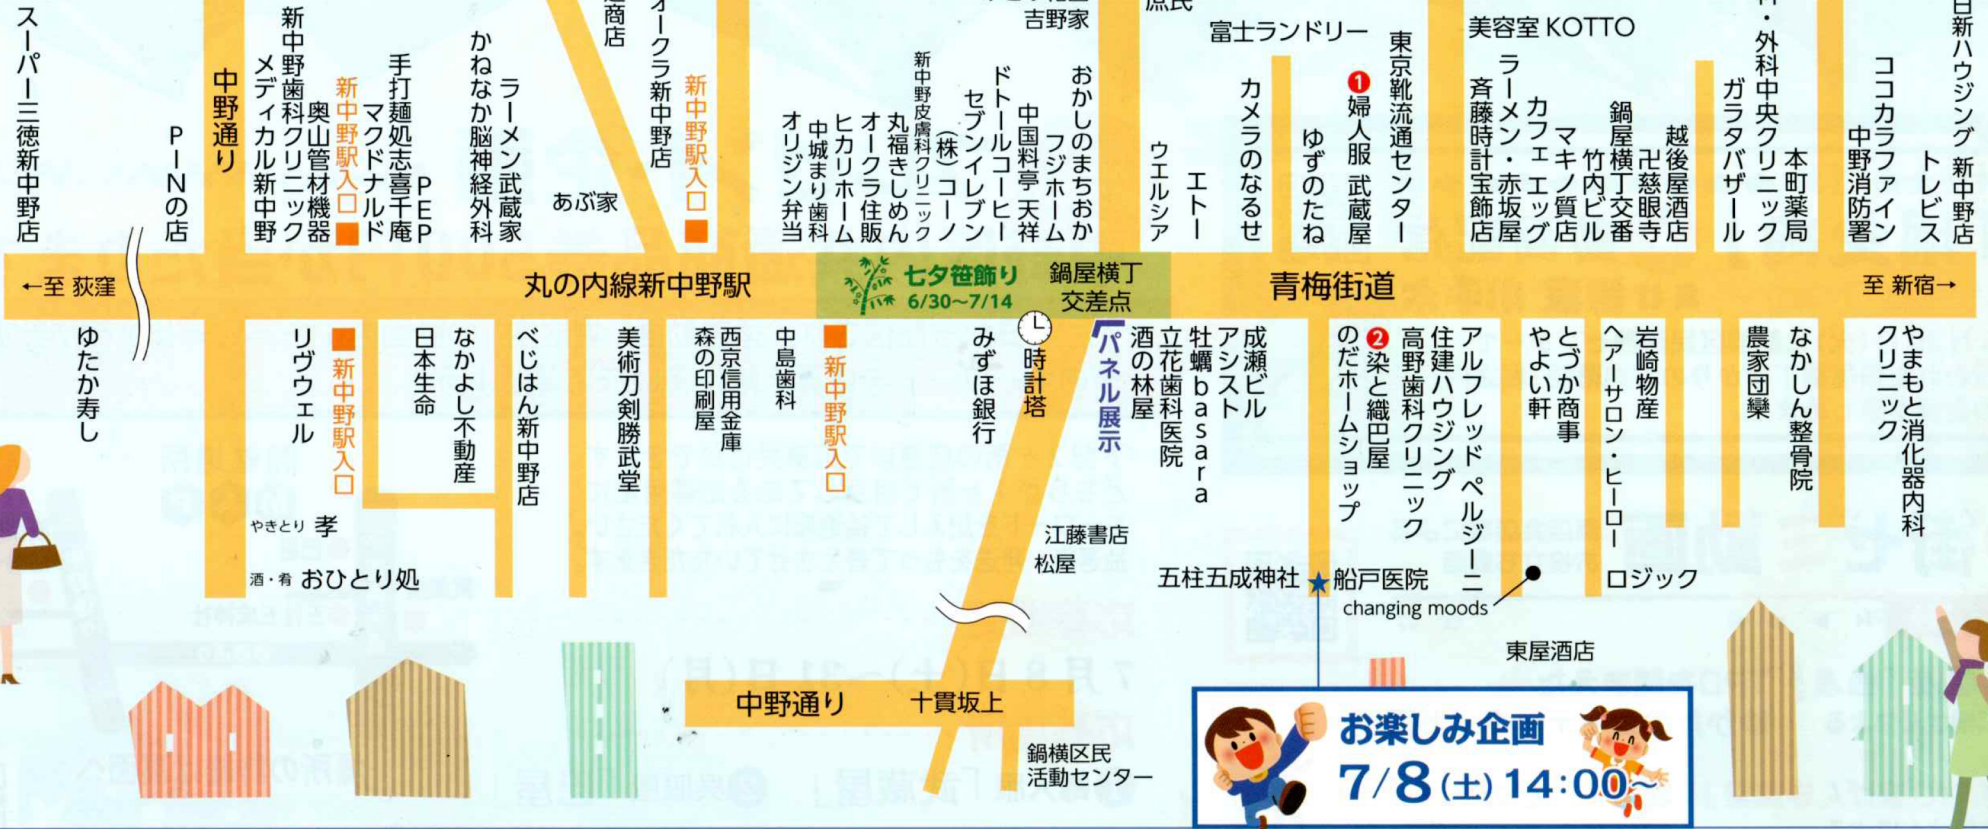 吉野家
庶民
富士ランドリー
美容室 KOTTO
スーパー三徳新中野店
PINの店
中野通り
メディカル新中野
新中野歯科クリニック
奥山管材機器
新中野駅入口
マクドナルド
手打麺処志喜千庵
PEP
かねなか脳神経外科
ラーメン武蔵家
あぶ家
商店
オークラ新中野店
新中野駅入口
オリジン弁当
中城まり歯科
ヒカリホーム
オークラ住販
丸福きしめん
新中野皮膚科クリニック
(株)コーノ
セブンイレブン
ドトールコーヒー
中国料亭 天祥
フジホーム
おかしのまちおか
ウエルシア
エトー
カメラのなるせ
ゆずのたね
1 婦人服 武蔵屋
東京靴流通センター
斉藤時計宝飾店
ラーメン・赤坂屋
カフェエッグ
マキノ質店
竹内ビル
鍋屋横丁交番
卍慈眼寺
越後屋酒店
ガラタバザール
・外科中央クリニック
本町薬局
中野消防署
ココカラファイン
トレビス
日新ハウジング 新中野店
←至 荻窪
丸の内線新中野駅
七夕笹飾り
6/30～7/14
鍋屋横丁
交差点
青梅街道
至 新宿→
ゆたか寿し
リヴウェル
新中野駅入口
日本生命
なかよし不動産
べじはん新中野店
美術刀剣勝武堂
森の印刷屋
西京信用金庫
中島歯科
新中野駅入口
みずほ銀行
時計塔
パネル展示
酒の林屋
立花歯科医院
牡蠣basara
アシスト
成瀬ビル
のだホームショップ
2 染と織巴屋
高野歯科クリニック
住建ハウジング
アルフレッド ペルジーニ
やよい軒
とづか商事
ヘアーサロン・ヒーロー
岩崎物産
農家団欒
なかしん整骨院
やまもと消化器内科
クリニック
やきとり 孝
酒・肴 おひとり処
江藤書店
松屋
五柱五成神社
船戸医院
changing moods
ロジック
東屋酒店
中野通り
十貫坂上
鍋横区民
活動センター
お楽しみ企画
7/8(土)14:00～